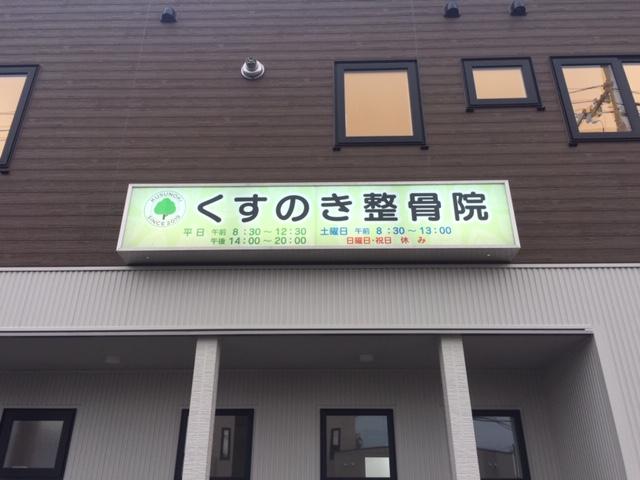 KUSUNOKI
SINCE 2019
くすのき整骨院
平日 午前 8:30〜12:30 土曜日 午前 8:30〜13:00
午後 14:00〜20:00 日曜日・祝日 休み